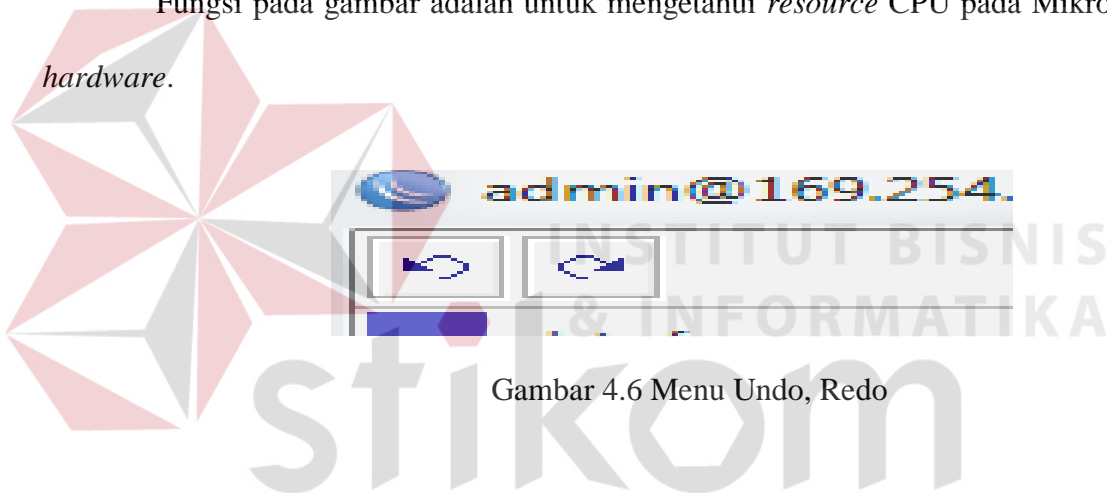 Fungsi pada gambar adalah untuk mengetahui resource CPU pada
hardware.
admin@169.254.
INSTITUT BISNIS
& INFORMATIKA
stikom
Gambar 4.6 Menu Undo, Redo